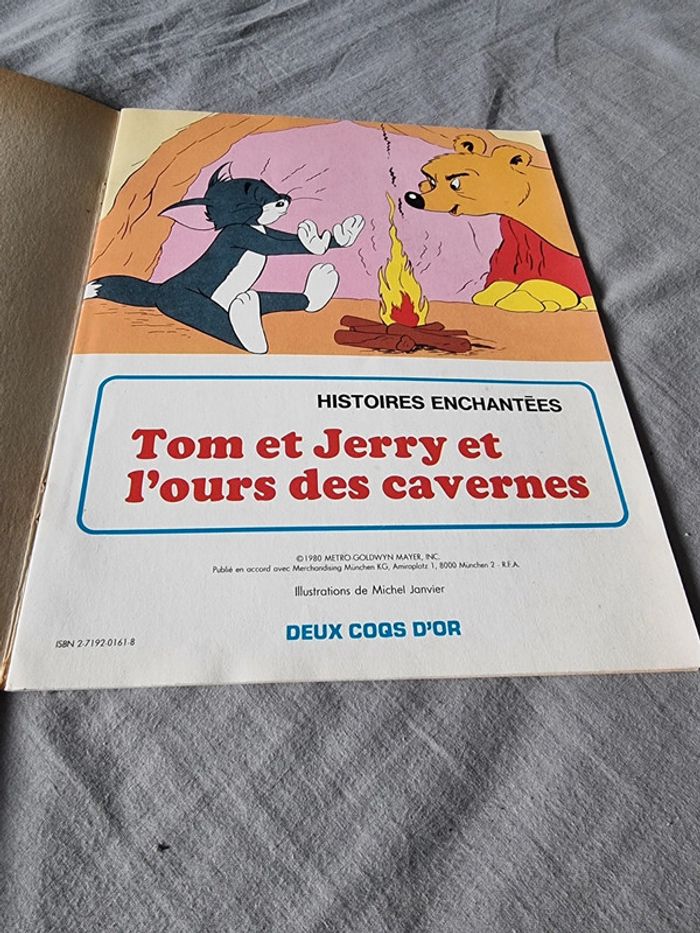 HISTOIRES ENCHANTÉES
Tom et Jerry et
l'ours des cavernes
©1980 METRO-GOLDWYN MAYER, INC.
Publié en accord avec Merchandising München KG, Amiraplatz 1, 8000 München 2 - R.F.A.
Illustrations de Michel Janvier
ISBN 2-7192-0161-8
DEUX COQS D'OR